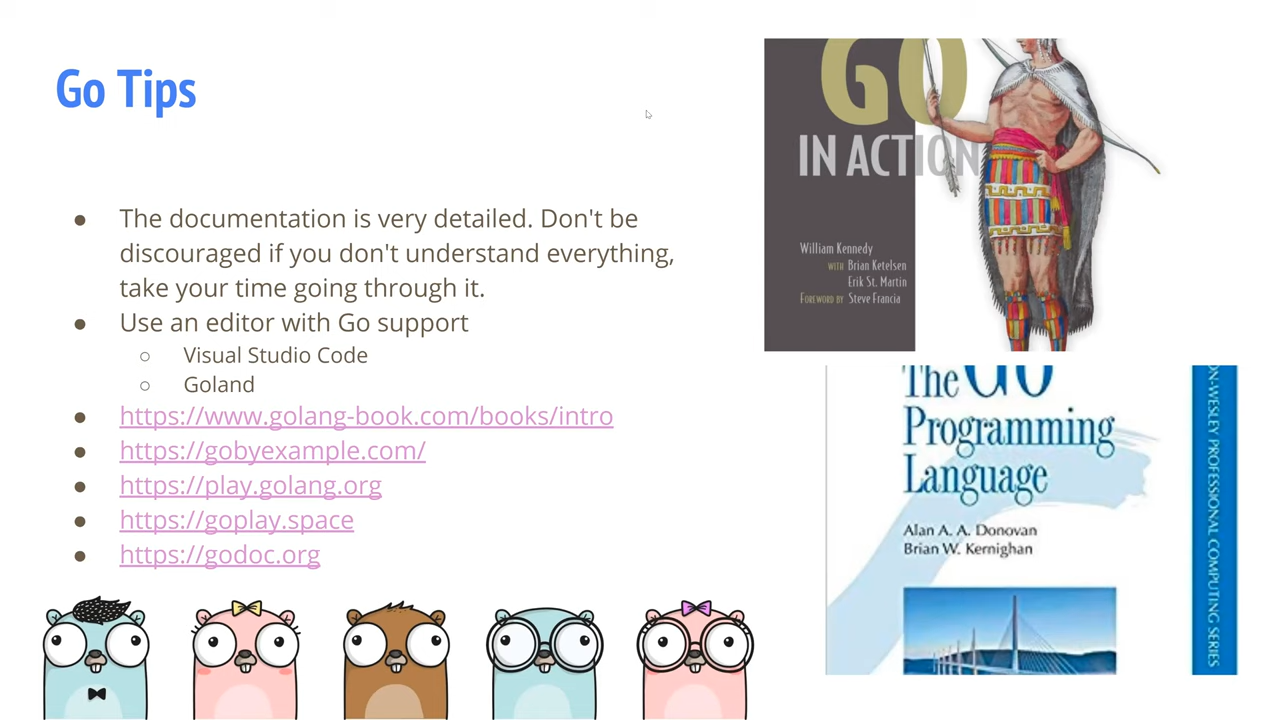 Go Tips
● The documentation is very detailed. Don't be
discouraged if you don't understand everything,
take your time going through it.
● Use an editor with Go support
○ Visual Studio Code
○ Goland
● https://www.golang-book.com/books/intro
● https://gobyexample.com/
● https://play.golang.org
● https://goplay.space
● https://godoc.org
GO
IN ACTION
William Kennedy
WITH Brian Ketelsen
Erik St. Martin
FOREWORD BY Steve Francia
The GO
Programming
Language
Alan A. A. Donovan
Brian W. Kernighan
ON-WESLEY PROFESSIONAL COMPUTING SERIES